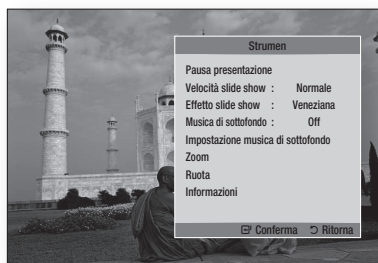 Strumen
Pausa presentazione
Velocità slide show : Normale
Effetto slide show : Veneziana
Musica di sottofondo : Off
Impostazione musica di sottofondo
Zoom
Ruota
Informazioni
Conferma Ritorna